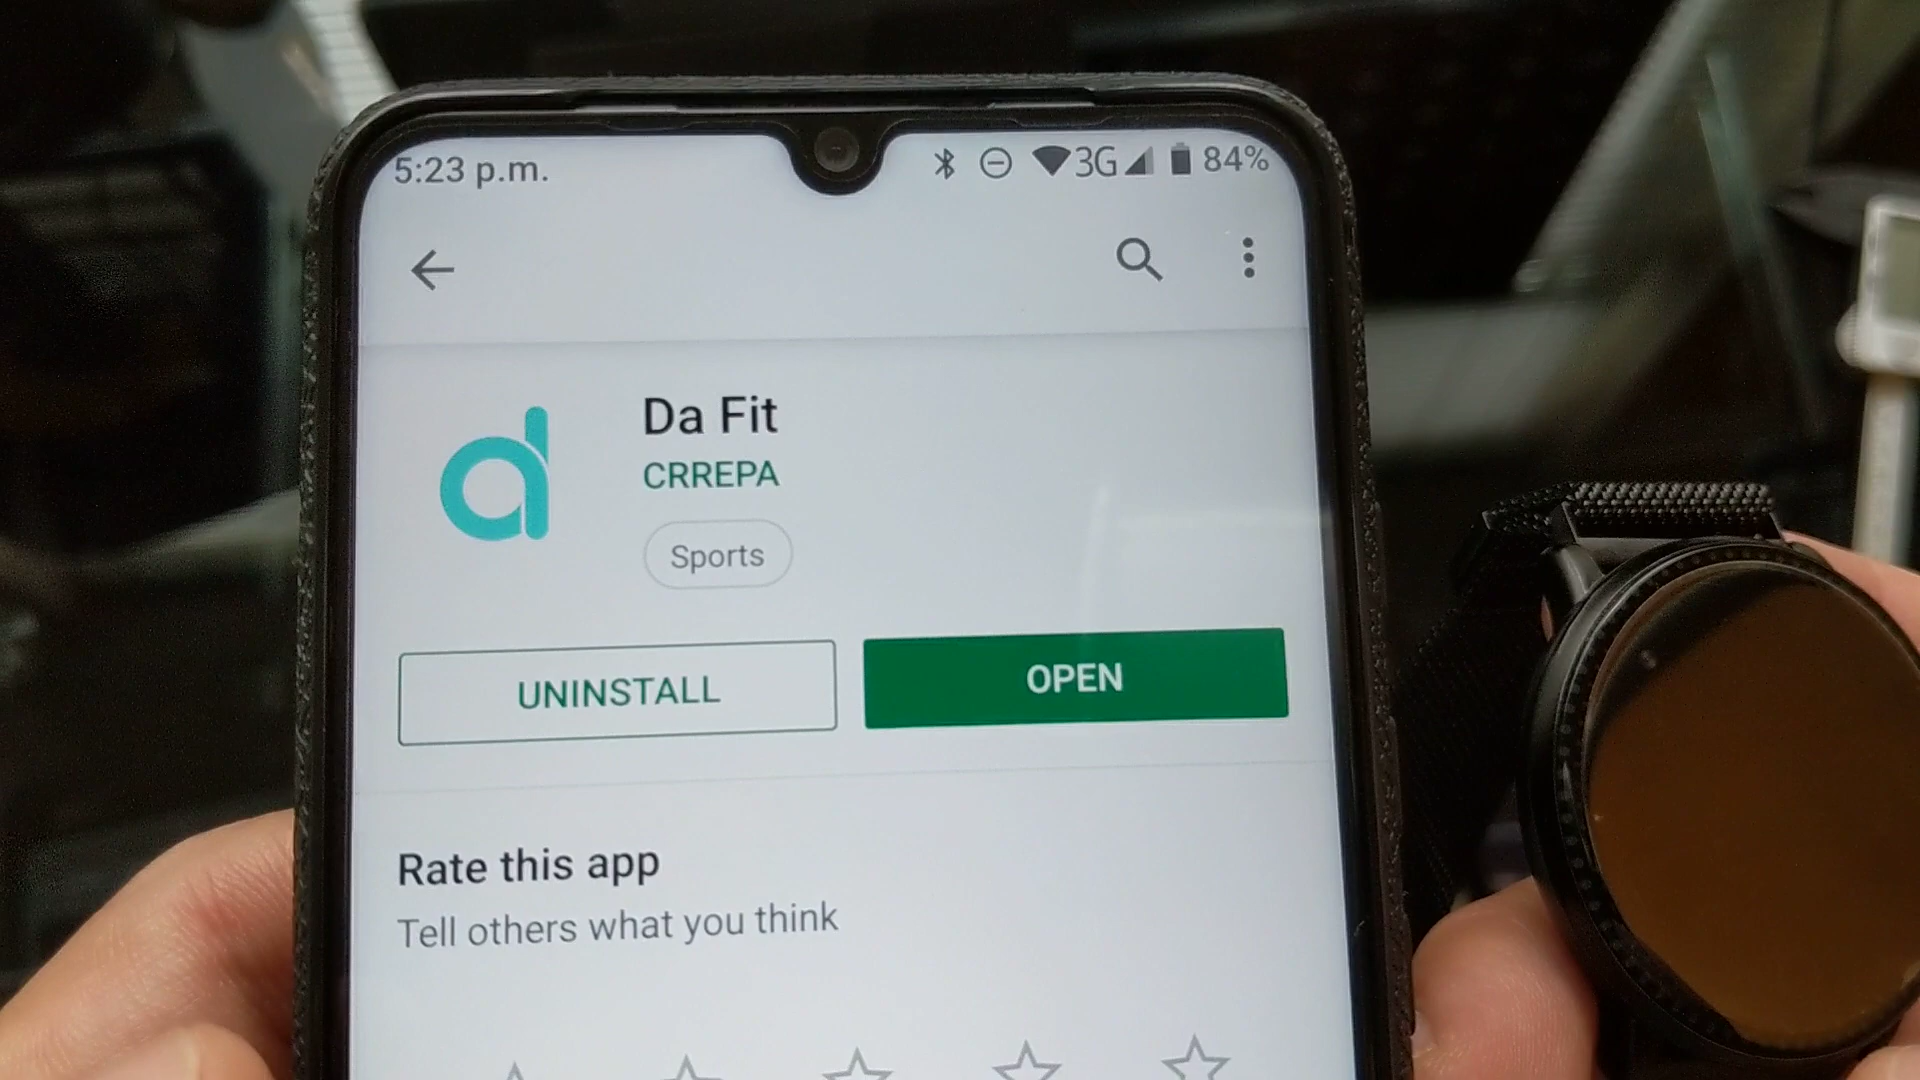 5:23 p.m. 3G 84%
Da Fit
CRREPA
Sports
UNINSTALL OPEN
Rate this app
Tell others what you think